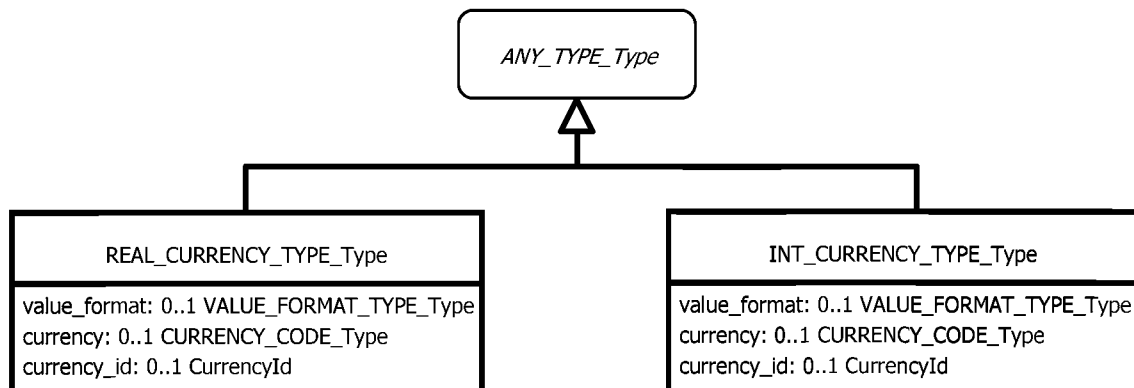 ANY_TYPE_Type
REAL_CURRENCY_TYPE_Type
value_format: 0..1 VALUE_FORMAT_TYPE_Type
currency: 0..1 CURRENCY_CODE_Type
currency_id: 0..1 CurrencyId
INT_CURRENCY_TYPE_Type
value_format: 0..1 VALUE_FORMAT_TYPE_Type
currency: 0..1 CURRENCY_CODE_Type
currency_id: 0..1 CurrencyId